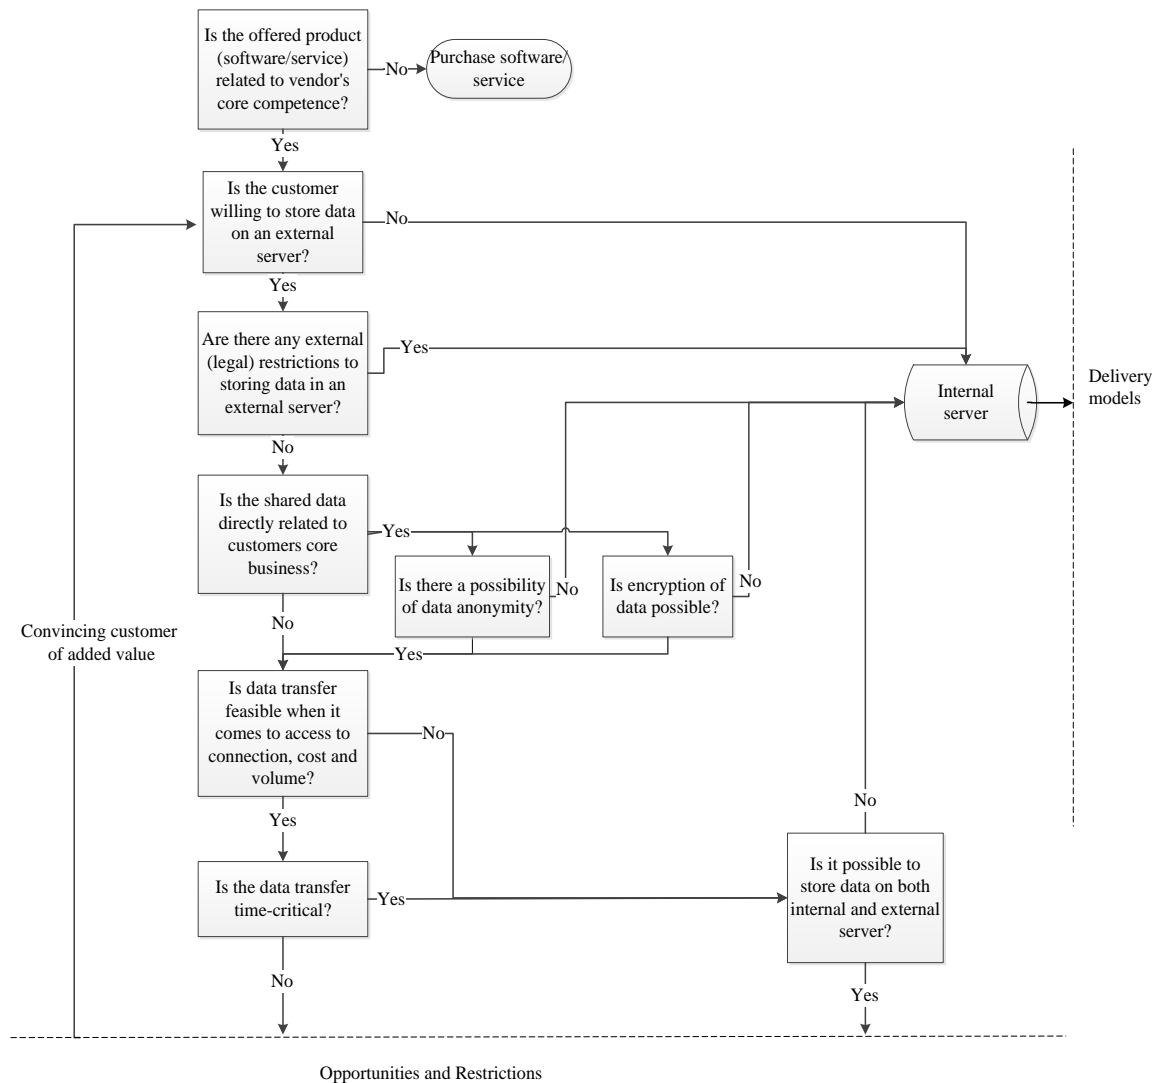 Is the offered product
(software/service)
related to vendor's
core competence?
No
Purchase software/
service
Yes
Is the customer
willing to store data
on an external
server?
No
Yes
Are there any external
(legal) restrictions to
storing data in an
external server?
Yes
Internal
server
Delivery
models
No
Is the shared data
directly related to
customers core
business?
Yes
Is there a possibility
of data anonymity?
No
Is encryption of
data possible?
No
No
Yes
Convincing customer
of added value
Is data transfer
feasible when it
comes to access to
connection, cost and
volume?
No
Yes
No
Is the data transfer
time-critical?
Yes
Is it possible to
store data on both
internal and external
server?
No
Yes
Opportunities and Restrictions